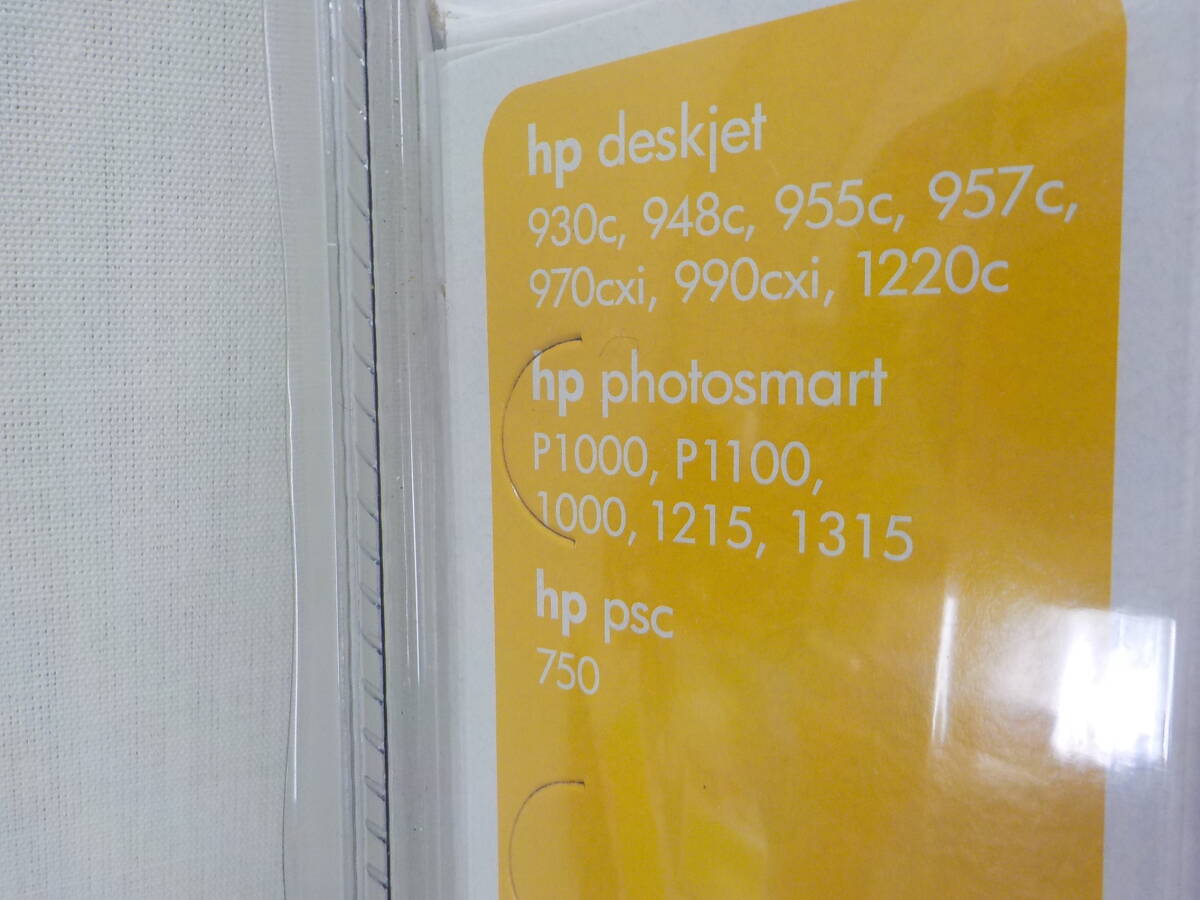 hp deskjet
930c, 948c, 955c, 957c,
970cxi, 990cxi, 1220c
hp photosmart
P1000, P1100,
1000, 1215, 1315
hp psc
750